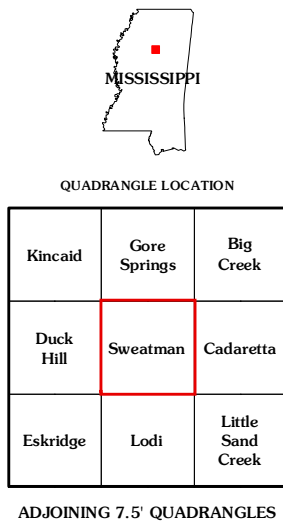 MISSISSIPPI
QUADRANGLE LOCATION
Kincaid
Gore
Springs
Big
Creek
Duck
Hill
Sweatman
Cadaretta
Eskridge
Lodi
Little
Sand
Creek
ADJOINING 7.5' QUADRANGLES